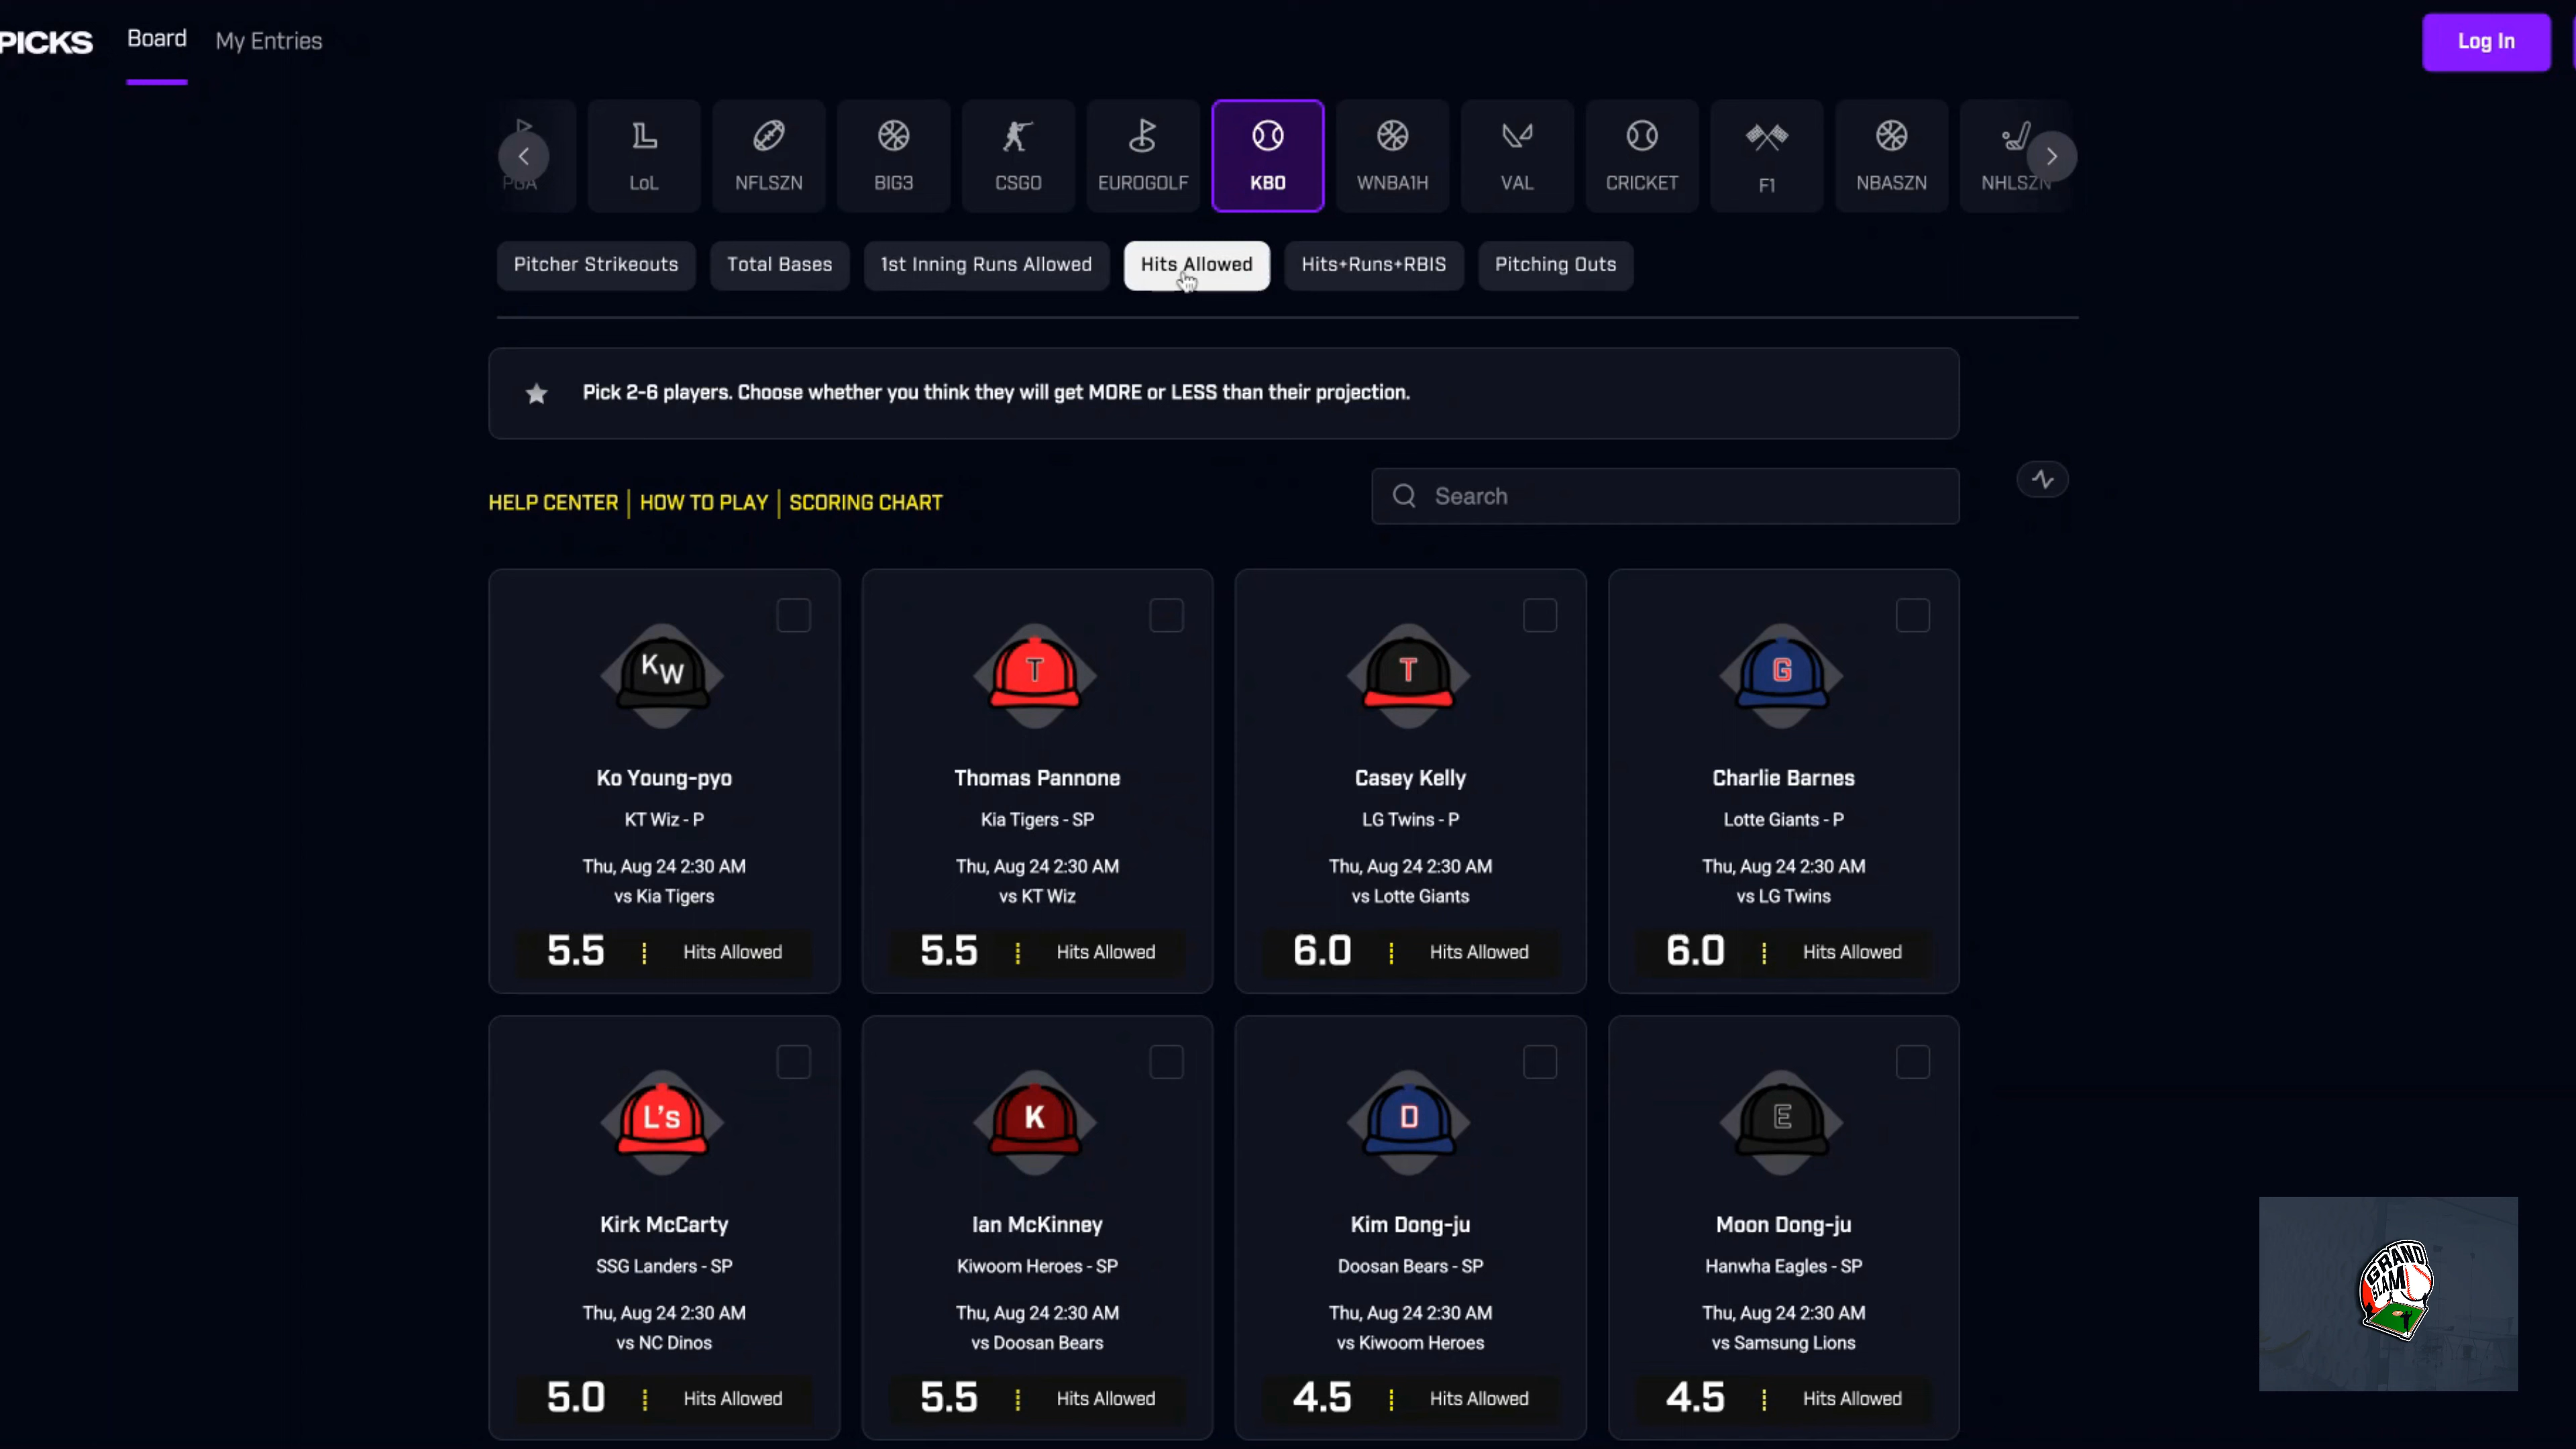 PICKS
Board
My Entries
Log In
PGA
LoL
NFLSZN
BIG3
CSGO
EUROGOLF
KBO
WNBA1H
VAL
CRICKET
F1
NBASZN
NHLSZN
Pitcher Strikeouts
Total Bases
1st Inning Runs Allowed
Hits Allowed
Hits+Runs+RBIS
Pitching Outs
Pick 2-6 players. Choose whether you think they will get MORE or LESS than their projection.
HELP CENTER
HOW TO PLAY
SCORING CHART
Search
KW
Ko Young-pyo
KT Wiz - P
Thu, Aug 24 2:30 AM
vs Kia Tigers
5.5
Hits Allowed
T
Thomas Pannone
Kia Tigers - SP
Thu, Aug 24 2:30 AM
vs KT Wiz
5.5
Hits Allowed
T
Casey Kelly
LG Twins - P
Thu, Aug 24 2:30 AM
vs Lotte Giants
6.0
Hits Allowed
G
Charlie Barnes
Lotte Giants - P
Thu, Aug 24 2:30 AM
vs LG Twins
6.0
Hits Allowed
L's
Kirk McCarty
SSG Landers - SP
Thu, Aug 24 2:30 AM
vs NC Dinos
5.0
Hits Allowed
K
Ian McKinney
Kiwoom Heroes - SP
Thu, Aug 24 2:30 AM
vs Doosan Bears
5.5
Hits Allowed
D
Kim Dong-ju
Doosan Bears - SP
Thu, Aug 24 2:30 AM
vs Kiwoom Heroes
4.5
Hits Allowed
E
Moon Dong-ju
Hanwha Eagles - SP
Thu, Aug 24 2:30 AM
vs Samsung Lions
4.5
Hits Allowed
GRAND
SLAM